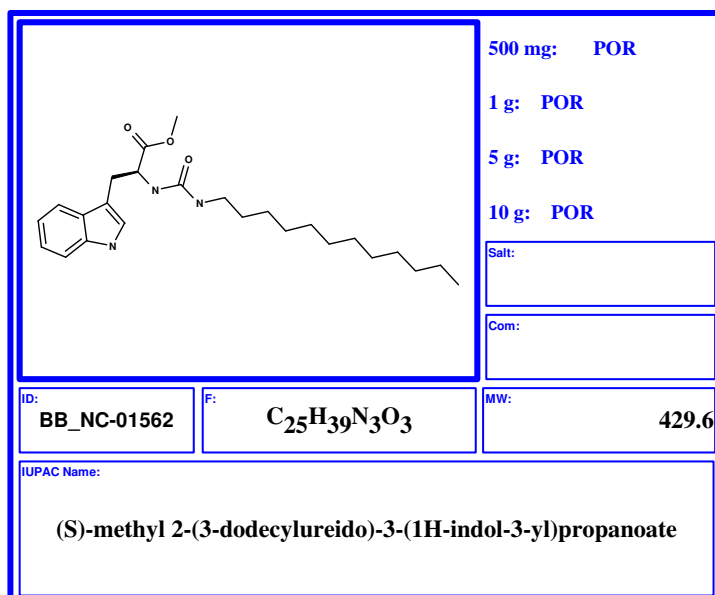 500 mg: POR
1 g: POR
5 g: POR
10 g: POR
O
O
O
N
N
N
Salt:
Com:
ID:
BB_NC-01562
F:
C25H39N3O3
MW:
429.6
IUPAC Name:
(S)-methyl 2-(3-dodecylureido)-3-(1H-indol-3-yl)propanoate